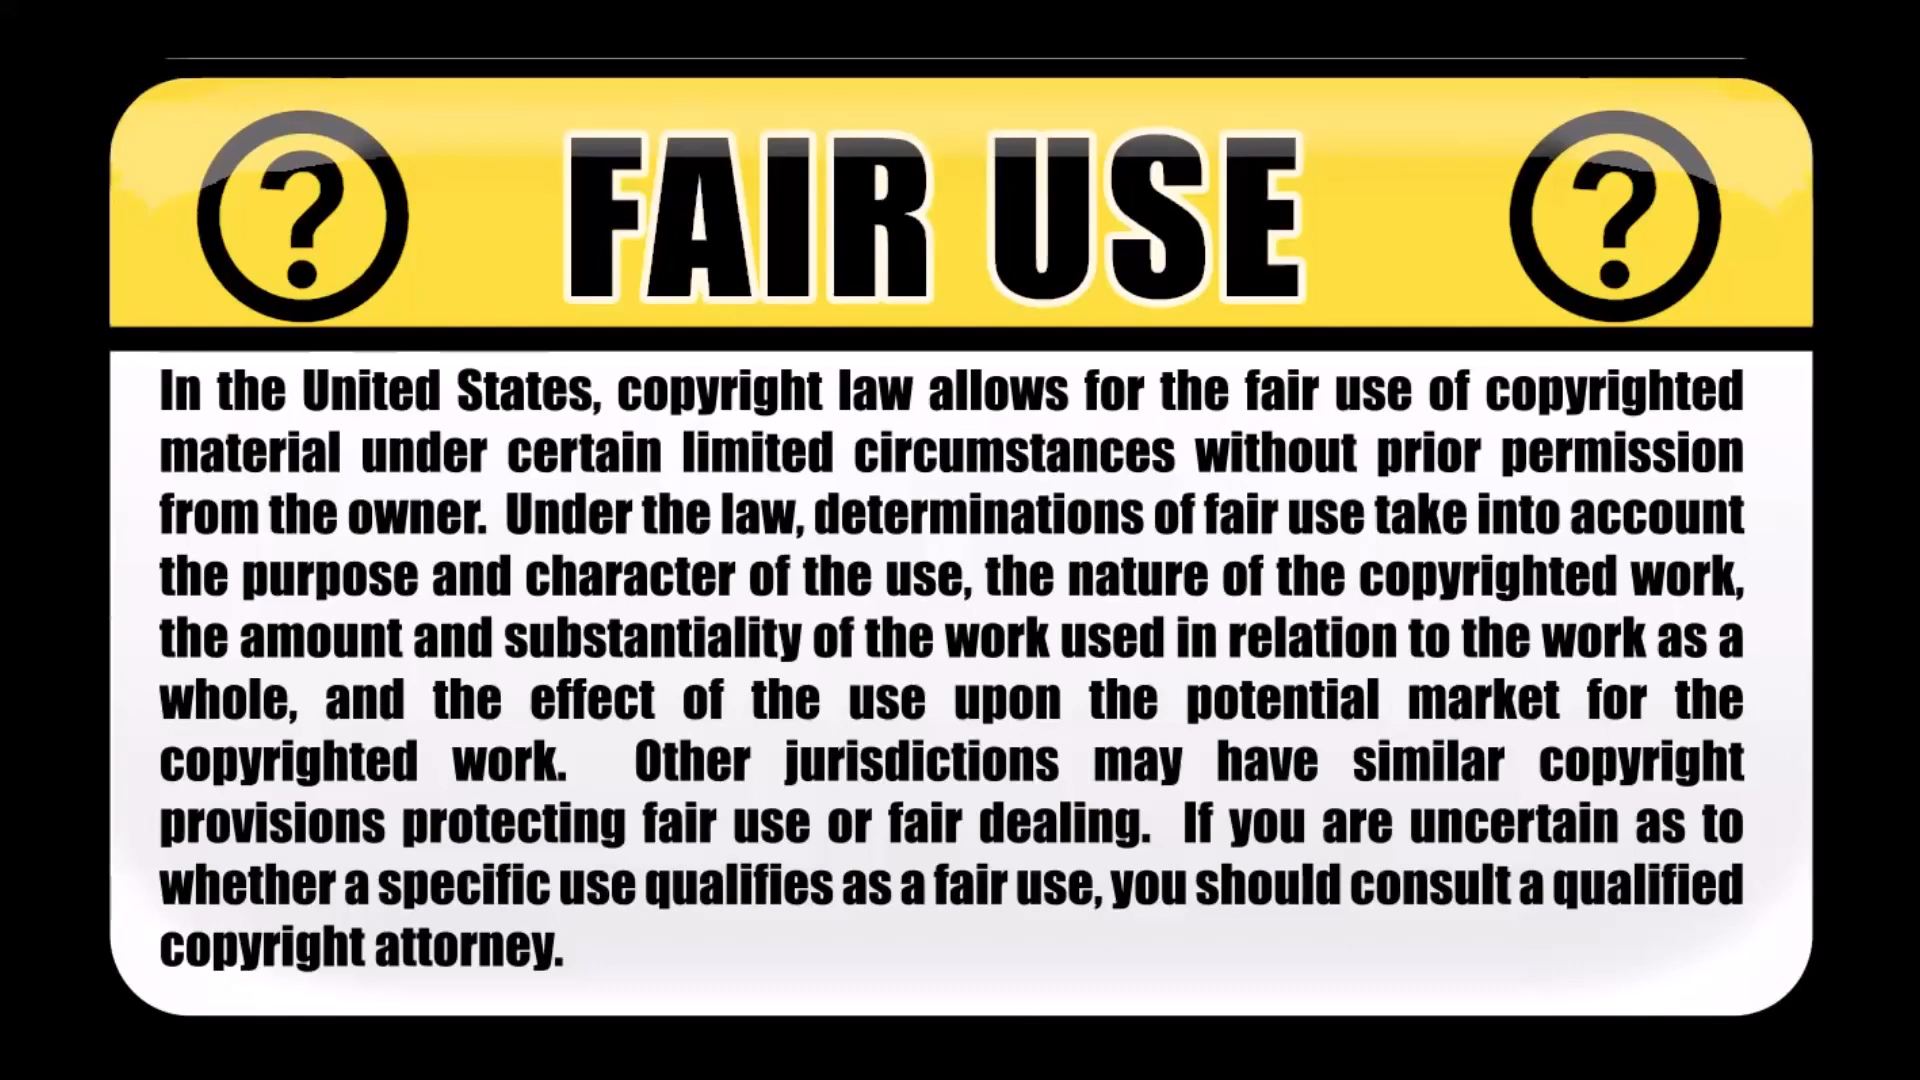 ? FAIR USE ?
In the United States, copyright law allows for the fair use of copyrighted
material under certain limited circumstances without prior permission
from the owner. Under the law, determinations of fair use take into account
the purpose and character of the use, the nature of the copyrighted work,
the amount and substantiality of the work used in relation to the work as a
whole, and the effect of the use upon the potential market for the
copyrighted work. Other jurisdictions may have similar copyright
provisions protecting fair use or fair dealing. If you are uncertain as to
whether a specific use qualifies as a fair use, you should consult a qualified
copyright attorney.